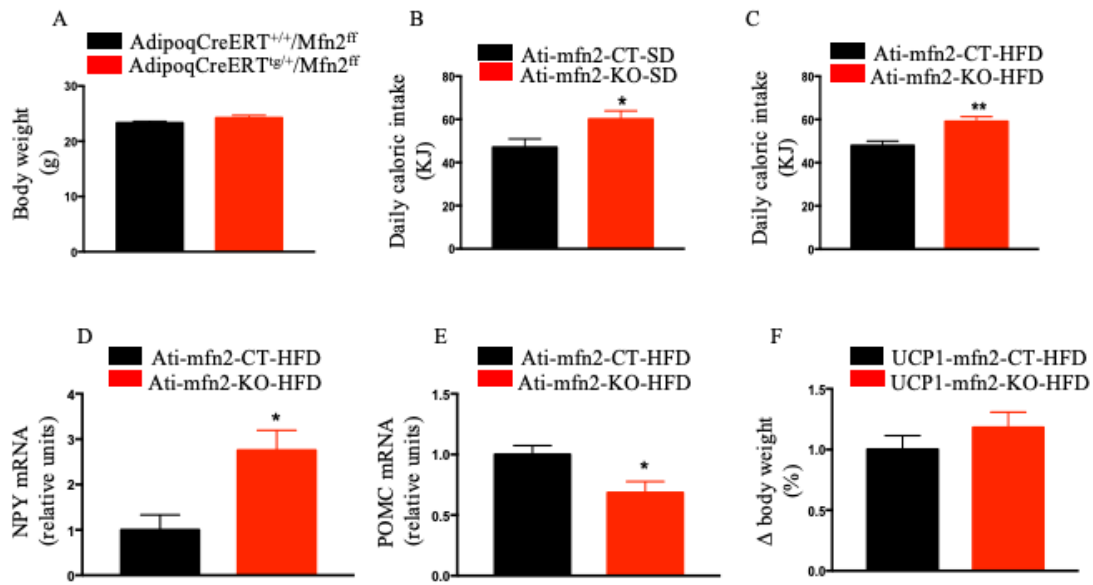 A
AdipoqCreERT+/+/Mfn2ff
AdipoqCreERTtg/+/Mfn2ff
Body weight
(g)
30
20
10
0
B
Ati-mfn2-CT-SD
Ati-mfn2-KO-SD
Daily caloric intake
(KJ)
80
60
40
20
0
*
C
Ati-mfn2-CT-HFD
Ati-mfn2-KO-HFD
Daily caloric intake
(KJ)
80
60
40
20
0
**
D
Ati-mfn2-CT-HFD
Ati-mfn2-KO-HFD
NPY mRNA
(relative units)
4
3
2
1
0
*
E
Ati-mfn2-CT-HFD
Ati-mfn2-KO-HFD
POMC mRNA
(relative units)
1.5
1.0
0.5
0.0
*
F
UCP1-mfn2-CT-HFD
UCP1-mfn2-KO-HFD
Δ body weight
(%)
1.5
1.0
0.5
0.0